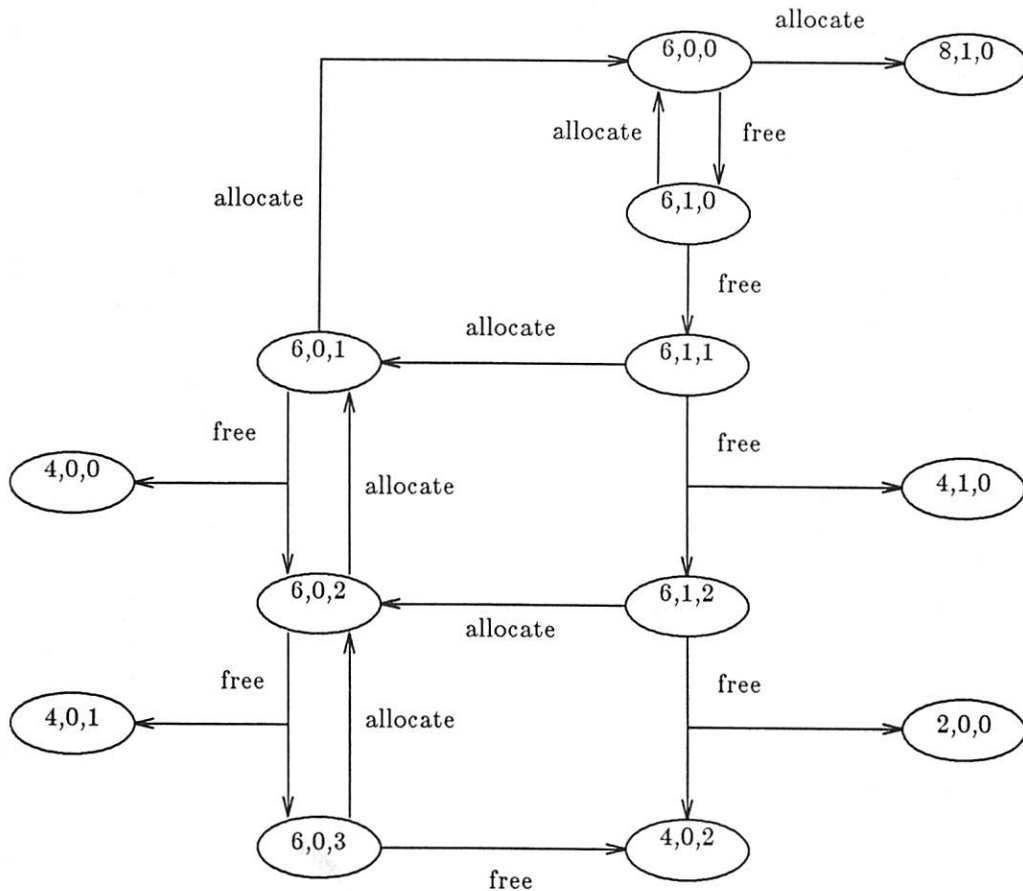 allocate
6,0,0
8,1,0
allocate
free
allocate
6,1,0
free
allocate
6,0,1
6,1,1
free
free
4,0,0
allocate
4,1,0
6,0,2
6,1,2
allocate
free
free
4,0,1
allocate
2,0,0
6,0,3
4,0,2
free